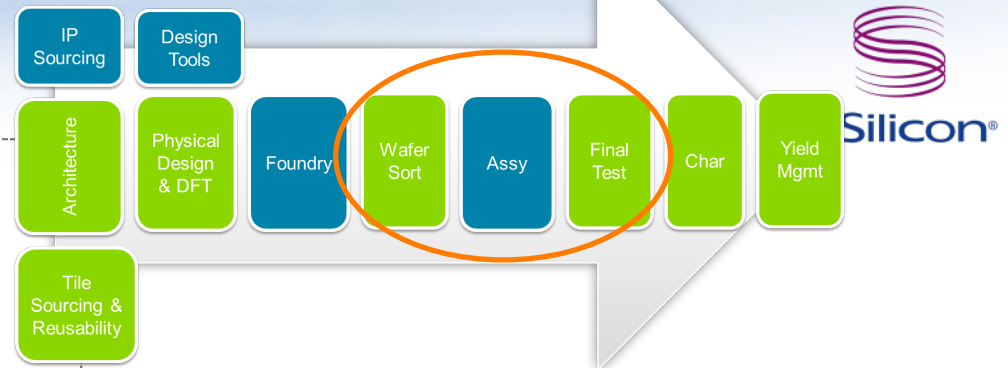 IP
Sourcing
Design
Tools
Architecture
Physical
Design
& DFT
Foundry
Wafer
Sort
Assy
Final
Test
Char
Yield
Mgmt
Silicon®
Tile
Sourcing &
Reusability